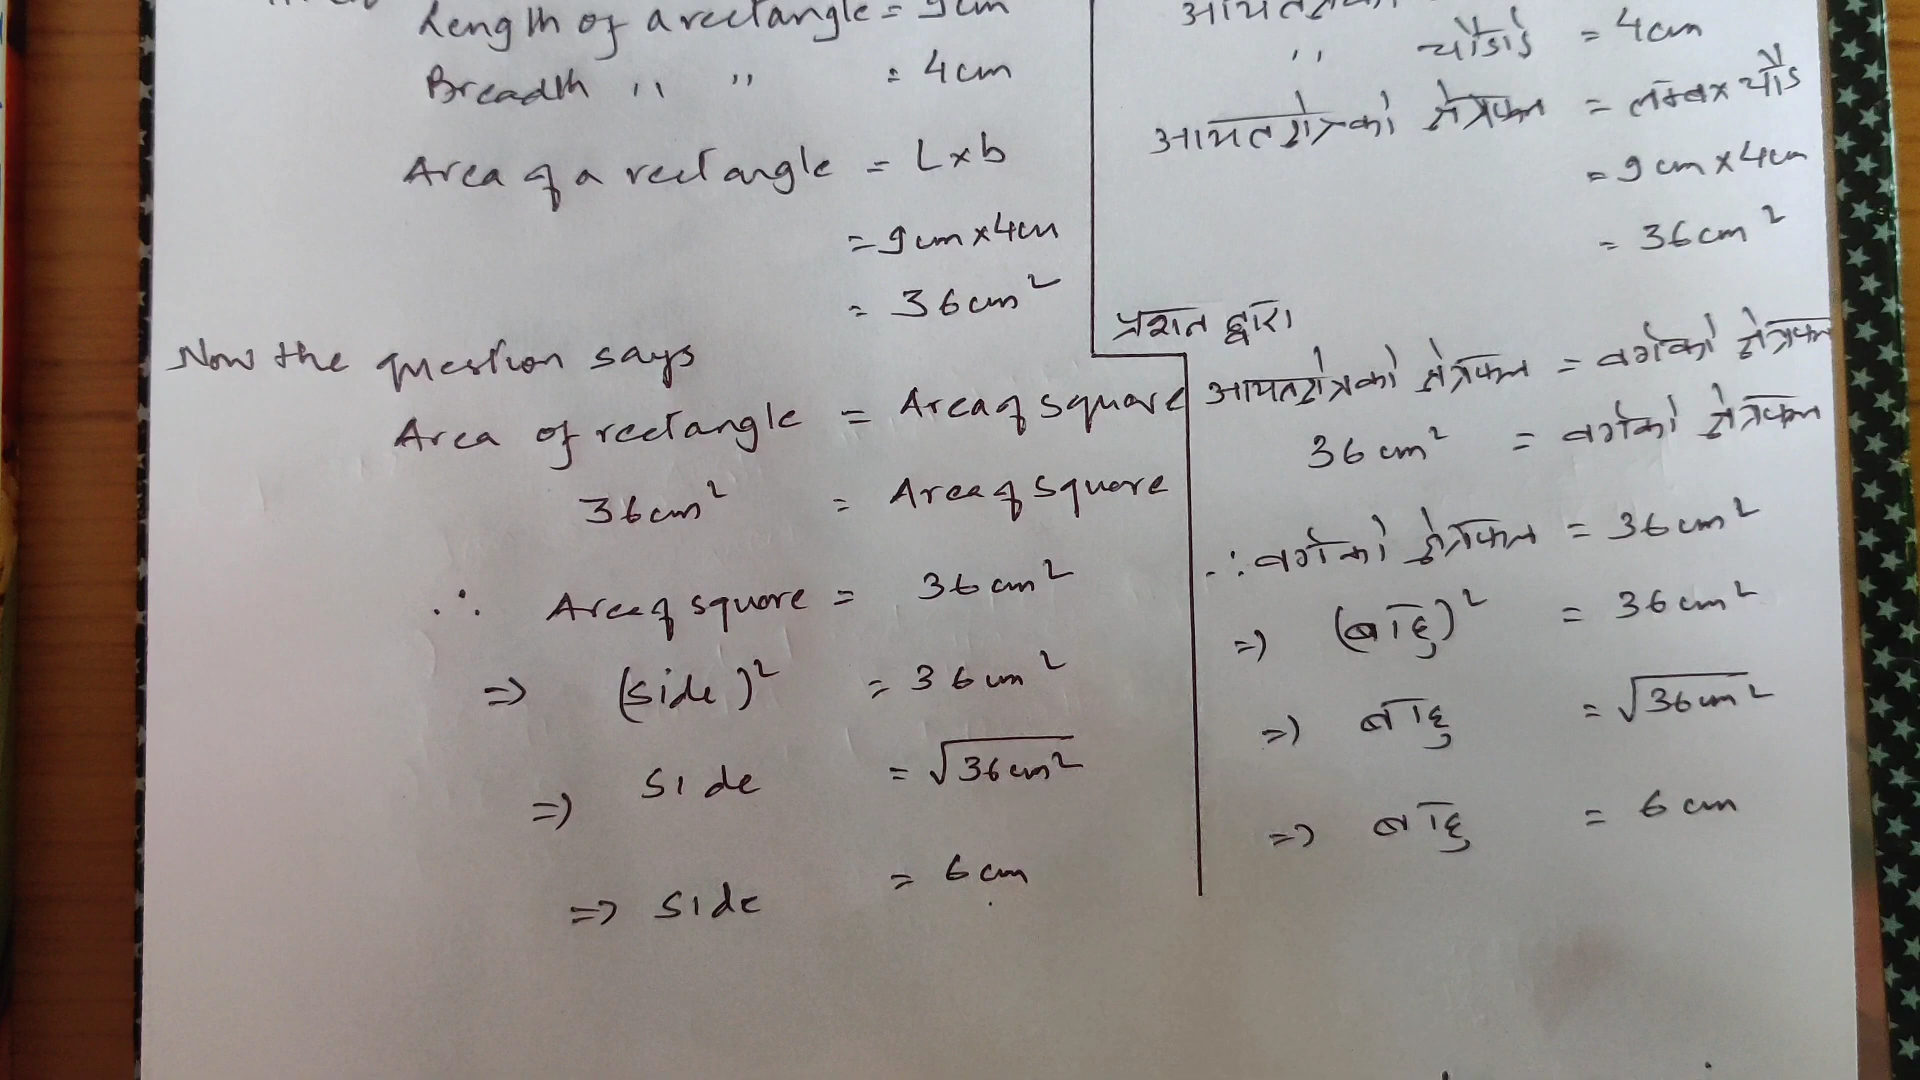 Length of a rectangle = 9cm
Breadth ,, ,, = 4cm
Area of a rectangle = L×b
= 9cm×4cm
= 36cm²
Now the question says
Area of rectangle = Area of square
36cm² = Area of square
∴ Area of square = 36cm²
=> (side)² = 36cm²
=> side = √36cm²
=> side = 6cm
,, = 4cm
आयतक्षेत्रको क्षेत्रफल =
= 9cm×4cm
= 36cm²
द्वारा
आयतक्षेत्रको क्षेत्रफल = वर्गको क्षेत्रफल
36cm² = वर्गको क्षेत्रफल
∴ वर्गको क्षेत्रफल = 36cm²
=> (बाहु)² = 36cm²
=> बाहु = √36cm²
=> बाहु = 6cm